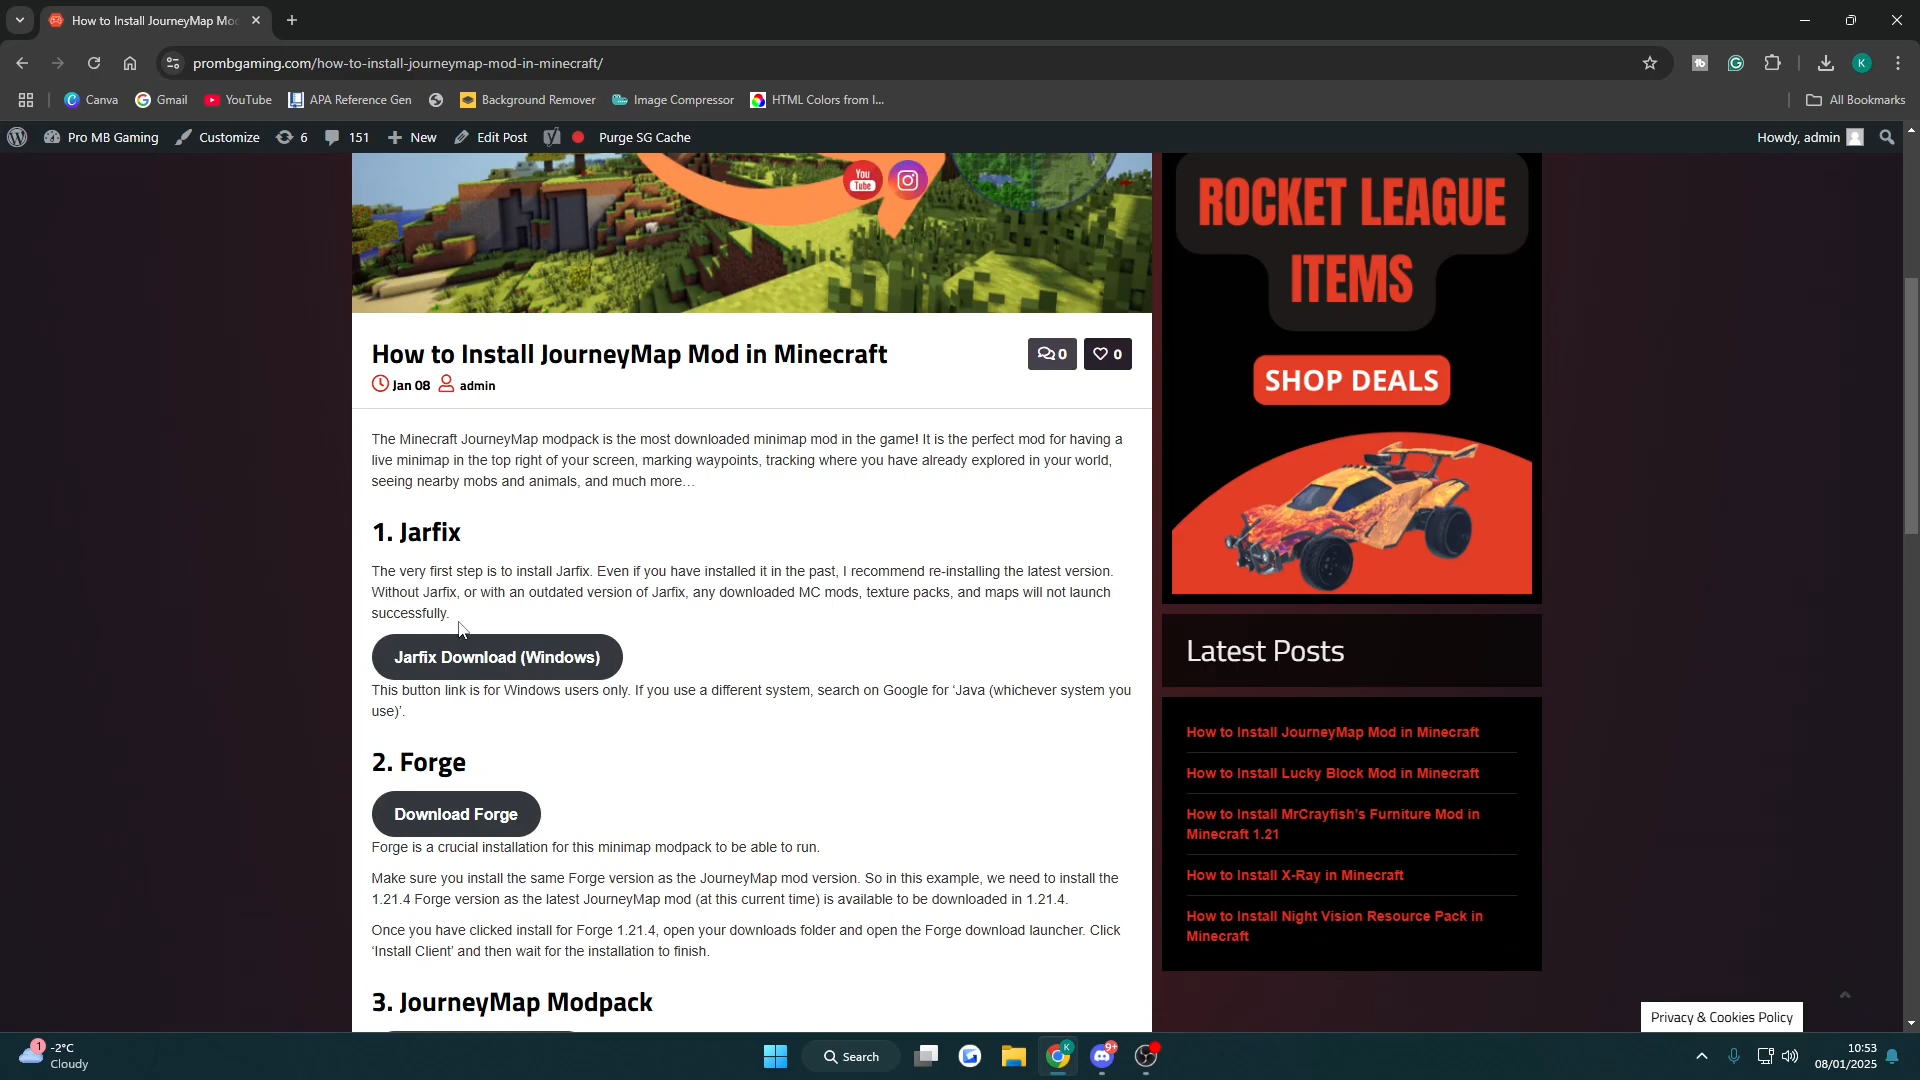 How to Install JourneyMap Mo
prombgaming.com/how-to-install-journeymap-mod-in-minecraft/
K
Canva
Gmail
YouTube
APA Reference Gen
Background Remover
Image Compressor
HTML Colors from I...
All Bookmarks
Pro MB Gaming
Customize
6
151
New
Edit Post
Purge SG Cache
Howdy, admin
You
Tube
ROCKET LEAGUE
ITEMS
SHOP DEALS
How to Install JourneyMap Mod in Minecraft
0
0
Jan 08 admin
The Minecraft JourneyMap modpack is the most downloaded minimap mod in the game! It is the perfect mod for having a
live minimap in the top right of your screen, marking waypoints, tracking where you have already explored in your world,
seeing nearby mobs and animals, and much more…
1. Jarfix
The very first step is to install Jarfix. Even if you have installed it in the past, I recommend re-installing the latest version.
Without Jarfix, or with an outdated version of Jarfix, any downloaded MC mods, texture packs, and maps will not launch
successfully.
Jarfix Download (Windows)
This button link is for Windows users only. If you use a different system, search on Google for ‘Java (whichever system you
use)’.
2. Forge
Download Forge
Forge is a crucial installation for this minimap modpack to be able to run.
Make sure you install the same Forge version as the JourneyMap mod version. So in this example, we need to install the
1.21.4 Forge version as the latest JourneyMap mod (at this current time) is available to be downloaded in 1.21.4.
Once you have clicked install for Forge 1.21.4, open your downloads folder and open the Forge download launcher. Click
‘Install Client’ and then wait for the installation to finish.
3. JourneyMap Modpack
Latest Posts
How to Install JourneyMap Mod in Minecraft
How to Install Lucky Block Mod in Minecraft
How to Install MrCrayfish’s Furniture Mod in
Minecraft 1.21
How to Install X-Ray in Minecraft
How to Install Night Vision Resource Pack in
Minecraft
Privacy & Cookies Policy
1
-2°C
Cloudy
Search
K
9+
10:53
08/01/2025